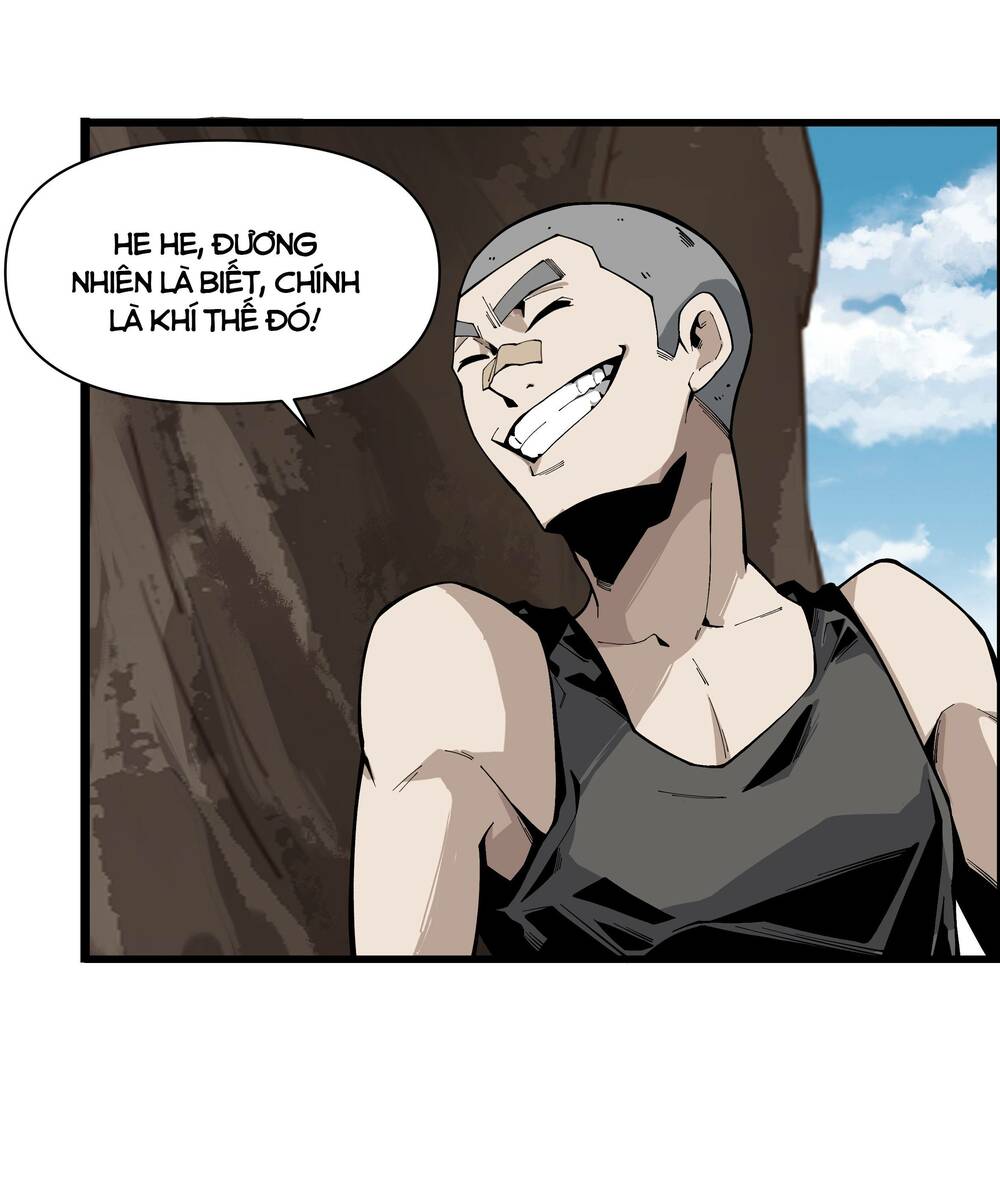 HE HE, ĐƯƠNG
NHIÊN LÀ BIẾT, CHÍNH
LÀ KHÍ THẾ ĐÓ!